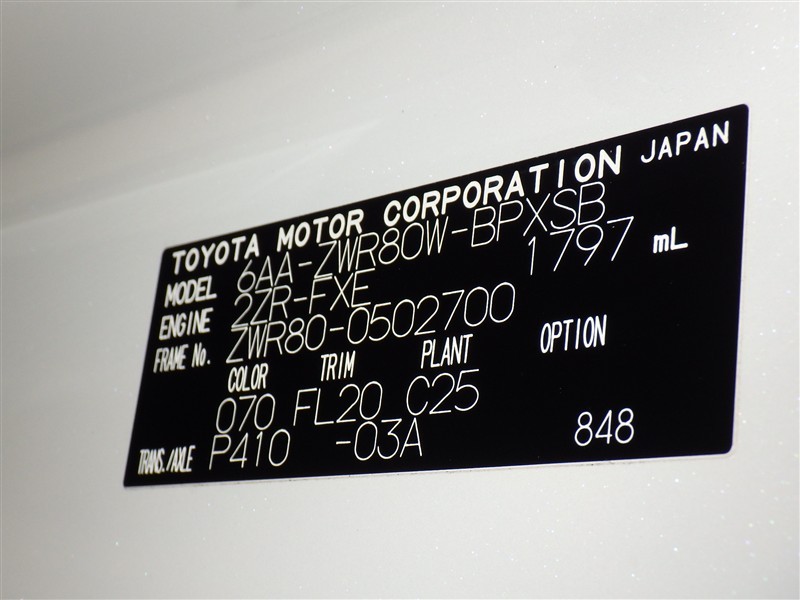 TOYOTA MOTOR CORPORATION JAPAN
MODEL 6AA-ZWR80W-BPXSB
ENGINE 2ZR-FXE 1797 mL
FRAME No. ZWR80-0502700
COLOR TRIM PLANT OPTION
070 FL20 C25
TRANS./AXLE P410 -03A 848